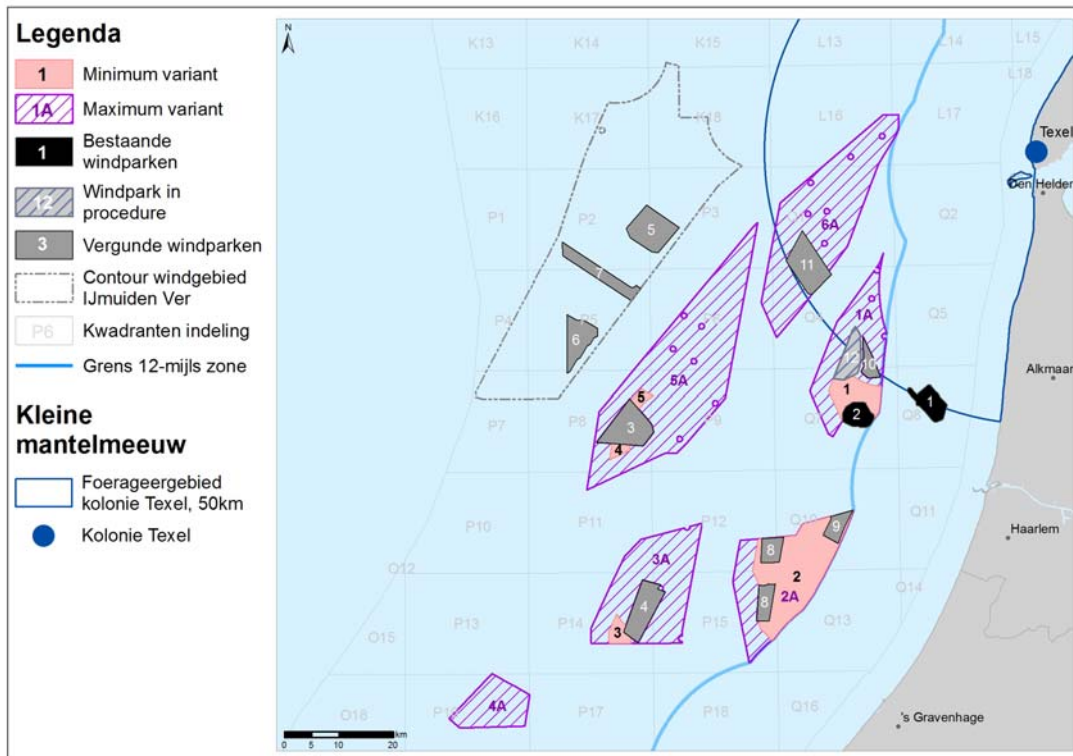 Legenda
1 Minimum variant
1A Maximum variant
1 Bestaande
windparken
12 Windpark in
procedure
3 Vergunde windparken
Contour windgebied
IJmuiden Ver
P6 Kwadranten indeling
Grens 12-mijls zone
Kleine
mantelmeeuw
Foerageergebied
kolonie Texel, 50km
Kolonie Texel
N
K13 K14 K15 L13 L14 L15
L18
K16 K17 K18 L16 L17
Texel
Den Helder
P1 P2 P3 Q2
5 6A
7 11
P4 P5 Q4 Q5
6 1A
12 10
5A Alkmaar
5 1 1
P7 P8 3 P9 Q7 2 Q8
4
P10 P11 P12 Q10 Q11
9
8 Haarlem
3A 2
O12
4 8 2A Q14
O15 P13 P14 3 P15 Q13
4A
O18 P16 P17 P18 Q16
's Gravenhage
0 5 10 20
km